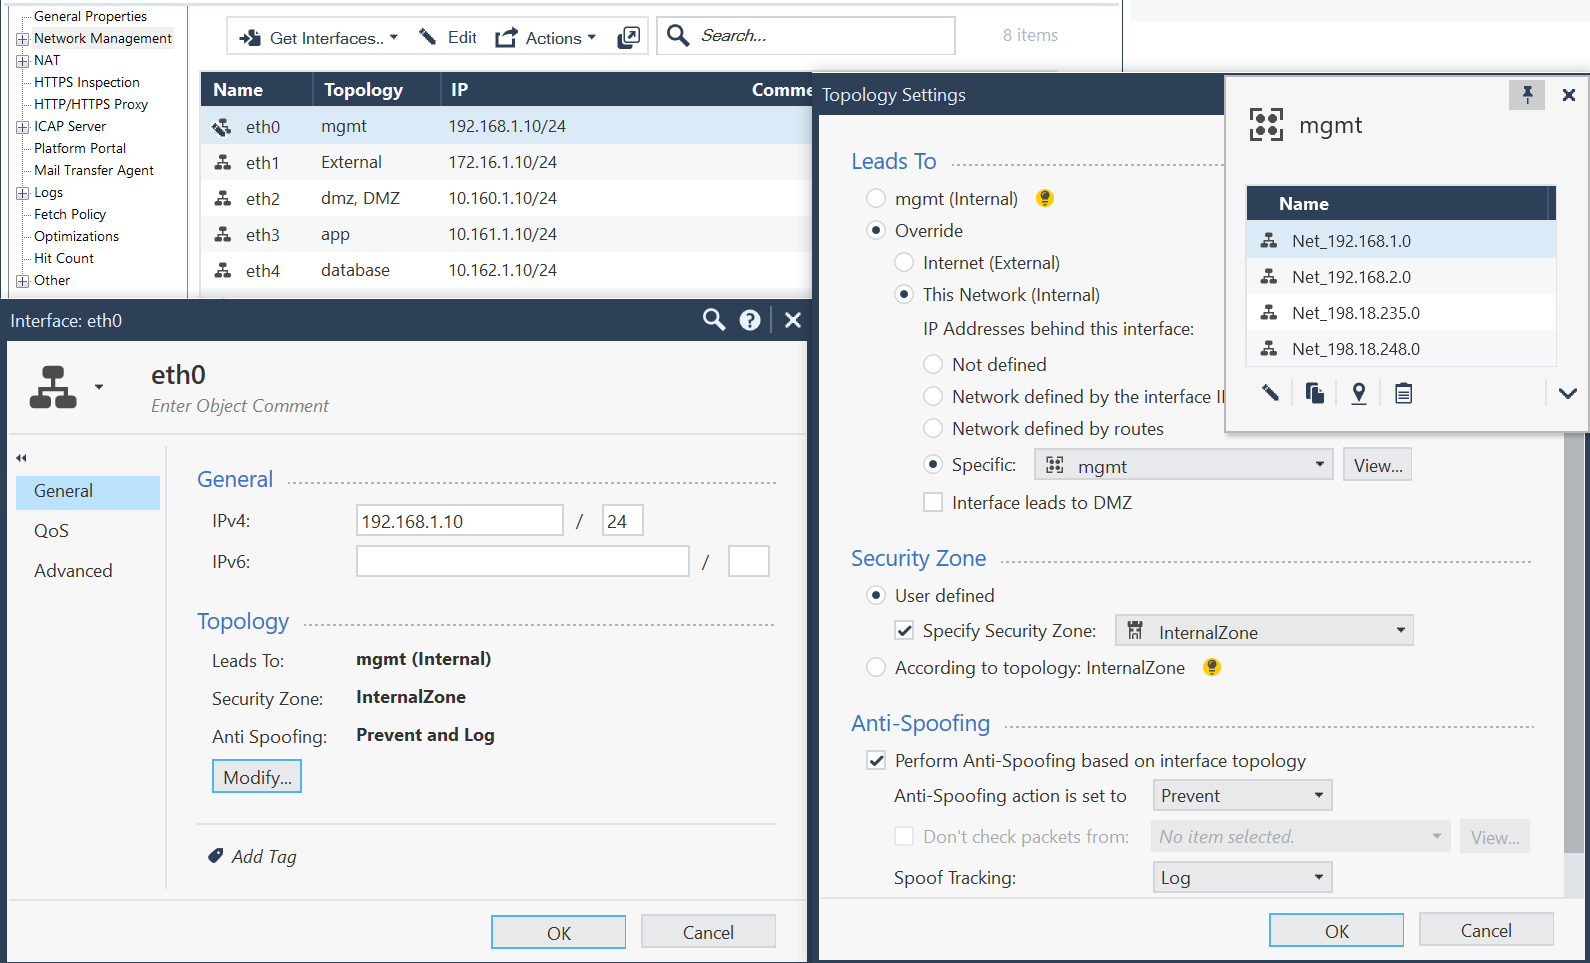 General Properties
Network Management
NAT
HTTPS Inspection
HTTP/HTTPS Proxy
ICAP Server
Platform Portal
Mail Transfer Agent
Logs
Fetch Policy
Optimizations
Hit Count
Other
Get Interfaces.. Edit Actions Search... 8 items
Name Topology IP Comme
eth0 mgmt 192.168.1.10/24
eth1 External 172.16.1.10/24
eth2 dmz, DMZ 10.160.1.10/24
eth3 app 10.161.1.10/24
eth4 database 10.162.1.10/24
Interface: eth0
eth0
Enter Object Comment
General
QoS
Advanced
General
IPv4: 192.168.1.10 / 24
IPv6: /
Topology
Leads To: mgmt (Internal)
Security Zone: InternalZone
Anti Spoofing: Prevent and Log
Modify...
Add Tag
OK Cancel
Topology Settings
Leads To
mgmt (Internal)
Override
Internet (External)
This Network (Internal)
IP Addresses behind this interface:
Not defined
Network defined by the interface
Network defined by routes
Specific: mgmt View...
Interface leads to DMZ
Security Zone
User defined
Specify Security Zone: InternalZone
According to topology: InternalZone
Anti-Spoofing
Perform Anti-Spoofing based on interface topology
Anti-Spoofing action is set to Prevent
Don't check packets from: No item selected. View...
Spoof Tracking: Log
OK Cancel
mgmt
Name
Net_192.168.1.0
Net_192.168.2.0
Net_198.18.235.0
Net_198.18.248.0